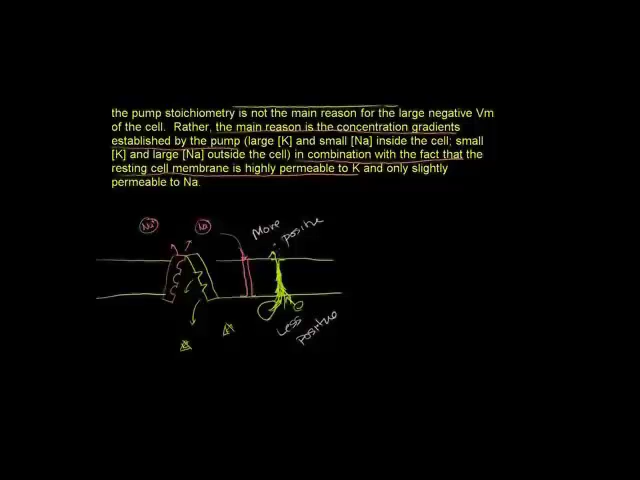 the pump stoichiometry is not the main reason for the large negative Vm
of the cell. Rather, the main reason is the concentration gradients
established by the pump (large [K] and small [Na] inside the cell; small
[K] and large [Na] outside the cell) in combination with the fact that the
resting cell membrane is highly permeable to K and only slightly
permeable to Na.
More
positive
Less
positive